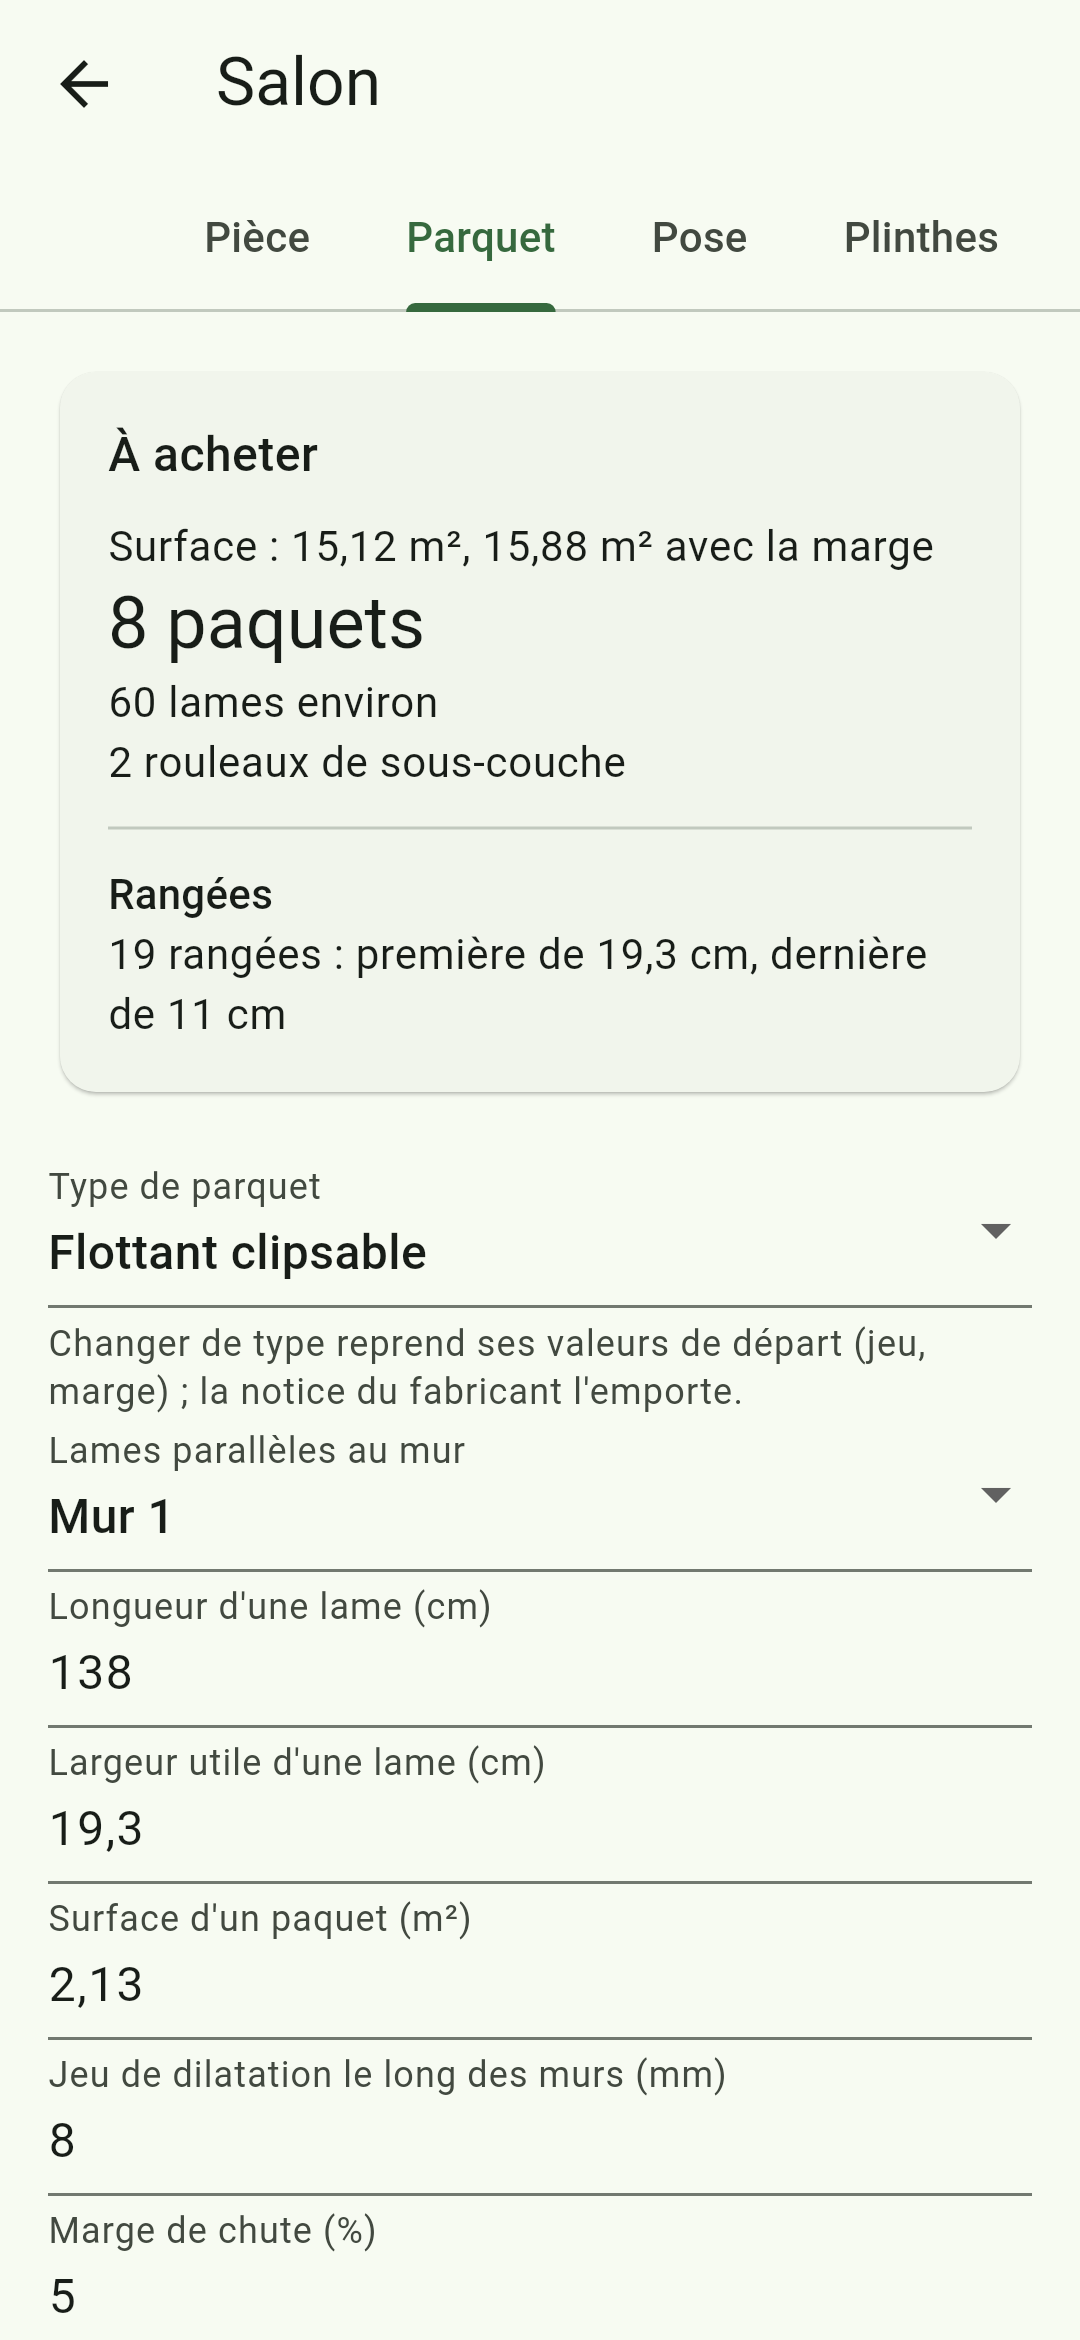 Salon
Pièce
Parquet
Pose
Plinthes
À acheter
Surface : 15,12 m², 15,88 m² avec la marge
8 paquets
60 lames environ
2 rouleaux de sous-couche
Rangées
19 rangées : première de 19,3 cm, dernière
de 11 cm
Type de parquet
Flottant clipsable
Changer de type reprend ses valeurs de départ (jeu,
marge) ; la notice du fabricant l'emporte.
Lames parallèles au mur
Mur 1
Longueur d'une lame (cm)
138
Largeur utile d'une lame (cm)
19,3
Surface d'un paquet (m²)
2,13
Jeu de dilatation le long des murs (mm)
8
Marge de chute (%)
5